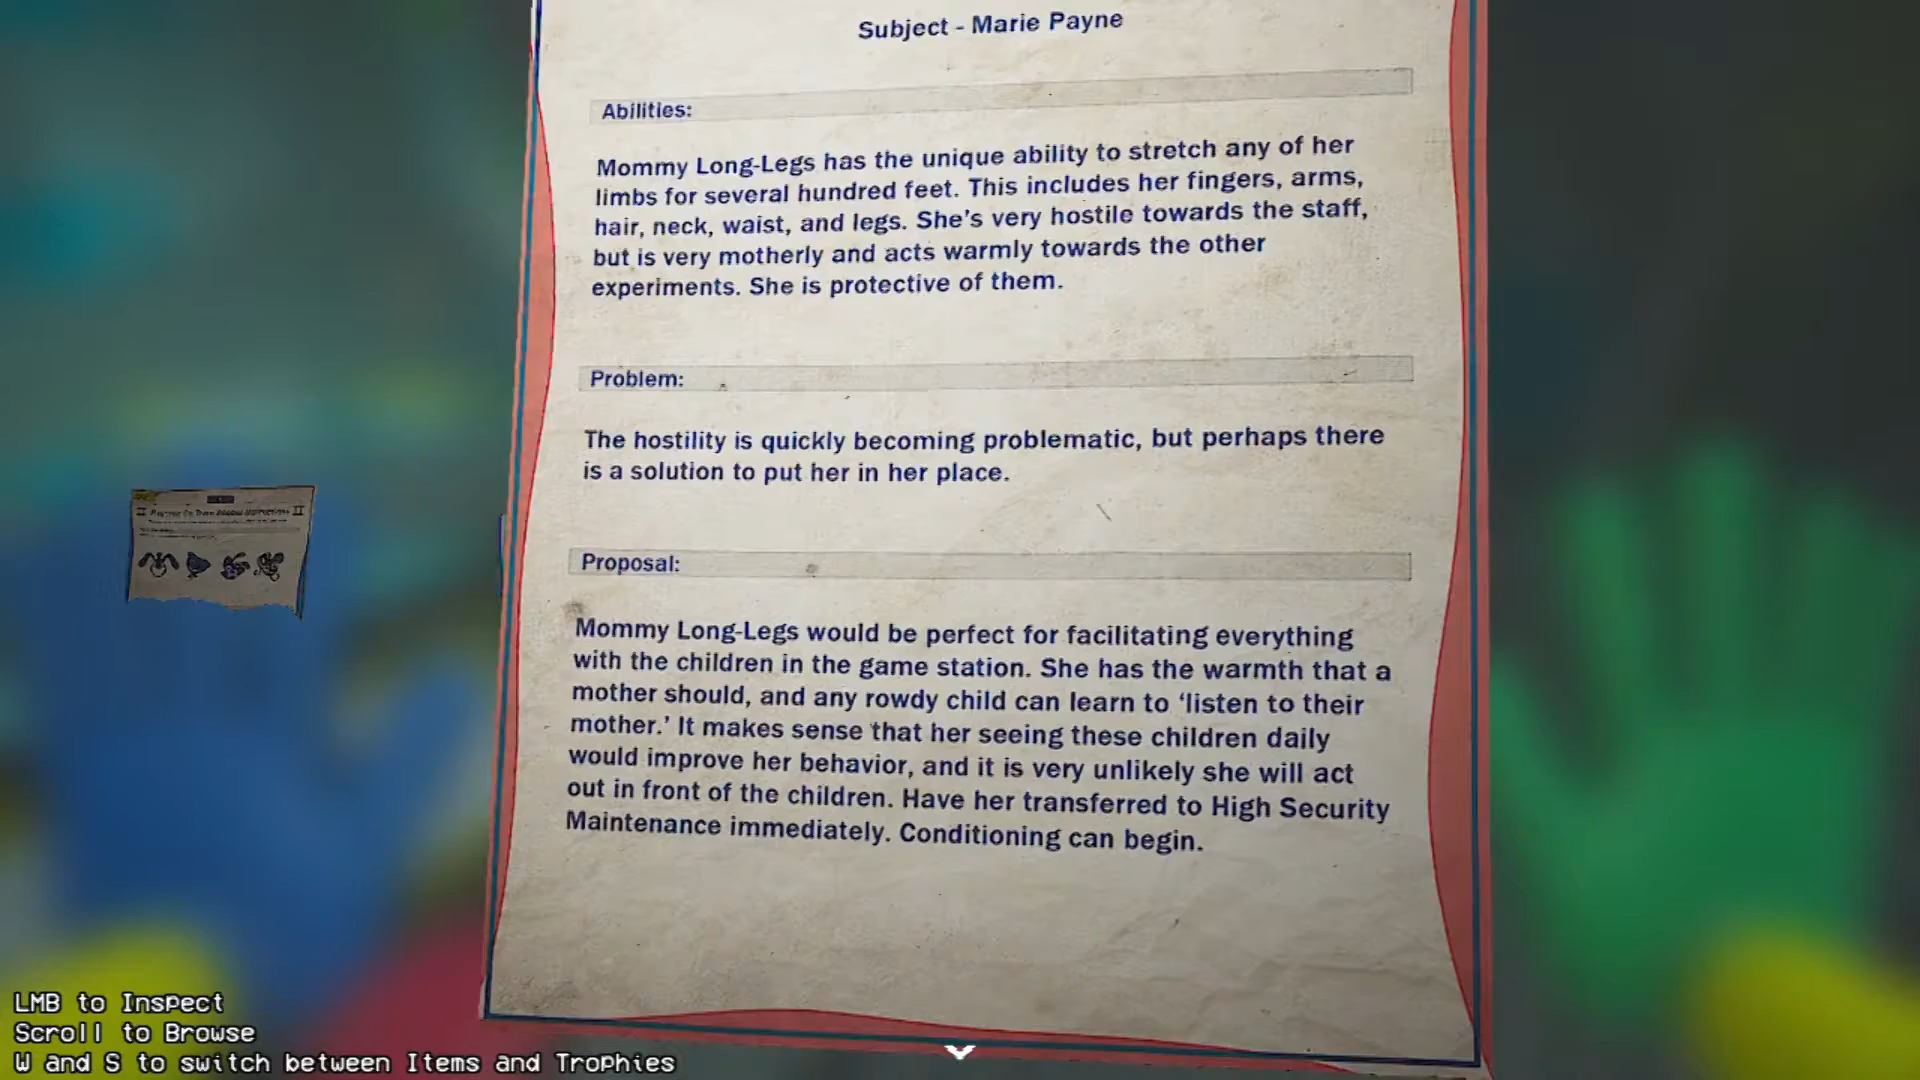 Subject - Marie Payne
Abilities:
Mommy Long-Legs has the unique ability to stretch any of her
limbs for several hundred feet. This includes her fingers, arms,
hair, neck, waist, and legs. She's very hostile towards the staff,
but is very motherly and acts warmly towards the other
experiments. She is protective of them.
Problem:
The hostility is quickly becoming problematic, but perhaps there
is a solution to put her in her place.
Proposal:
Mommy Long-Legs would be perfect for facilitating everything
with the children in the game station. She has the warmth that a
mother should, and any rowdy child can learn to ‘listen to their
mother.’ It makes sense that her seeing these children daily
would improve her behavior, and it is very unlikely she will act
out in front of the children. Have her transferred to High Security
Maintenance immediately. Conditioning can begin.
LMB to Inspect
Scroll to Browse
W and S to switch between Items and Trophies